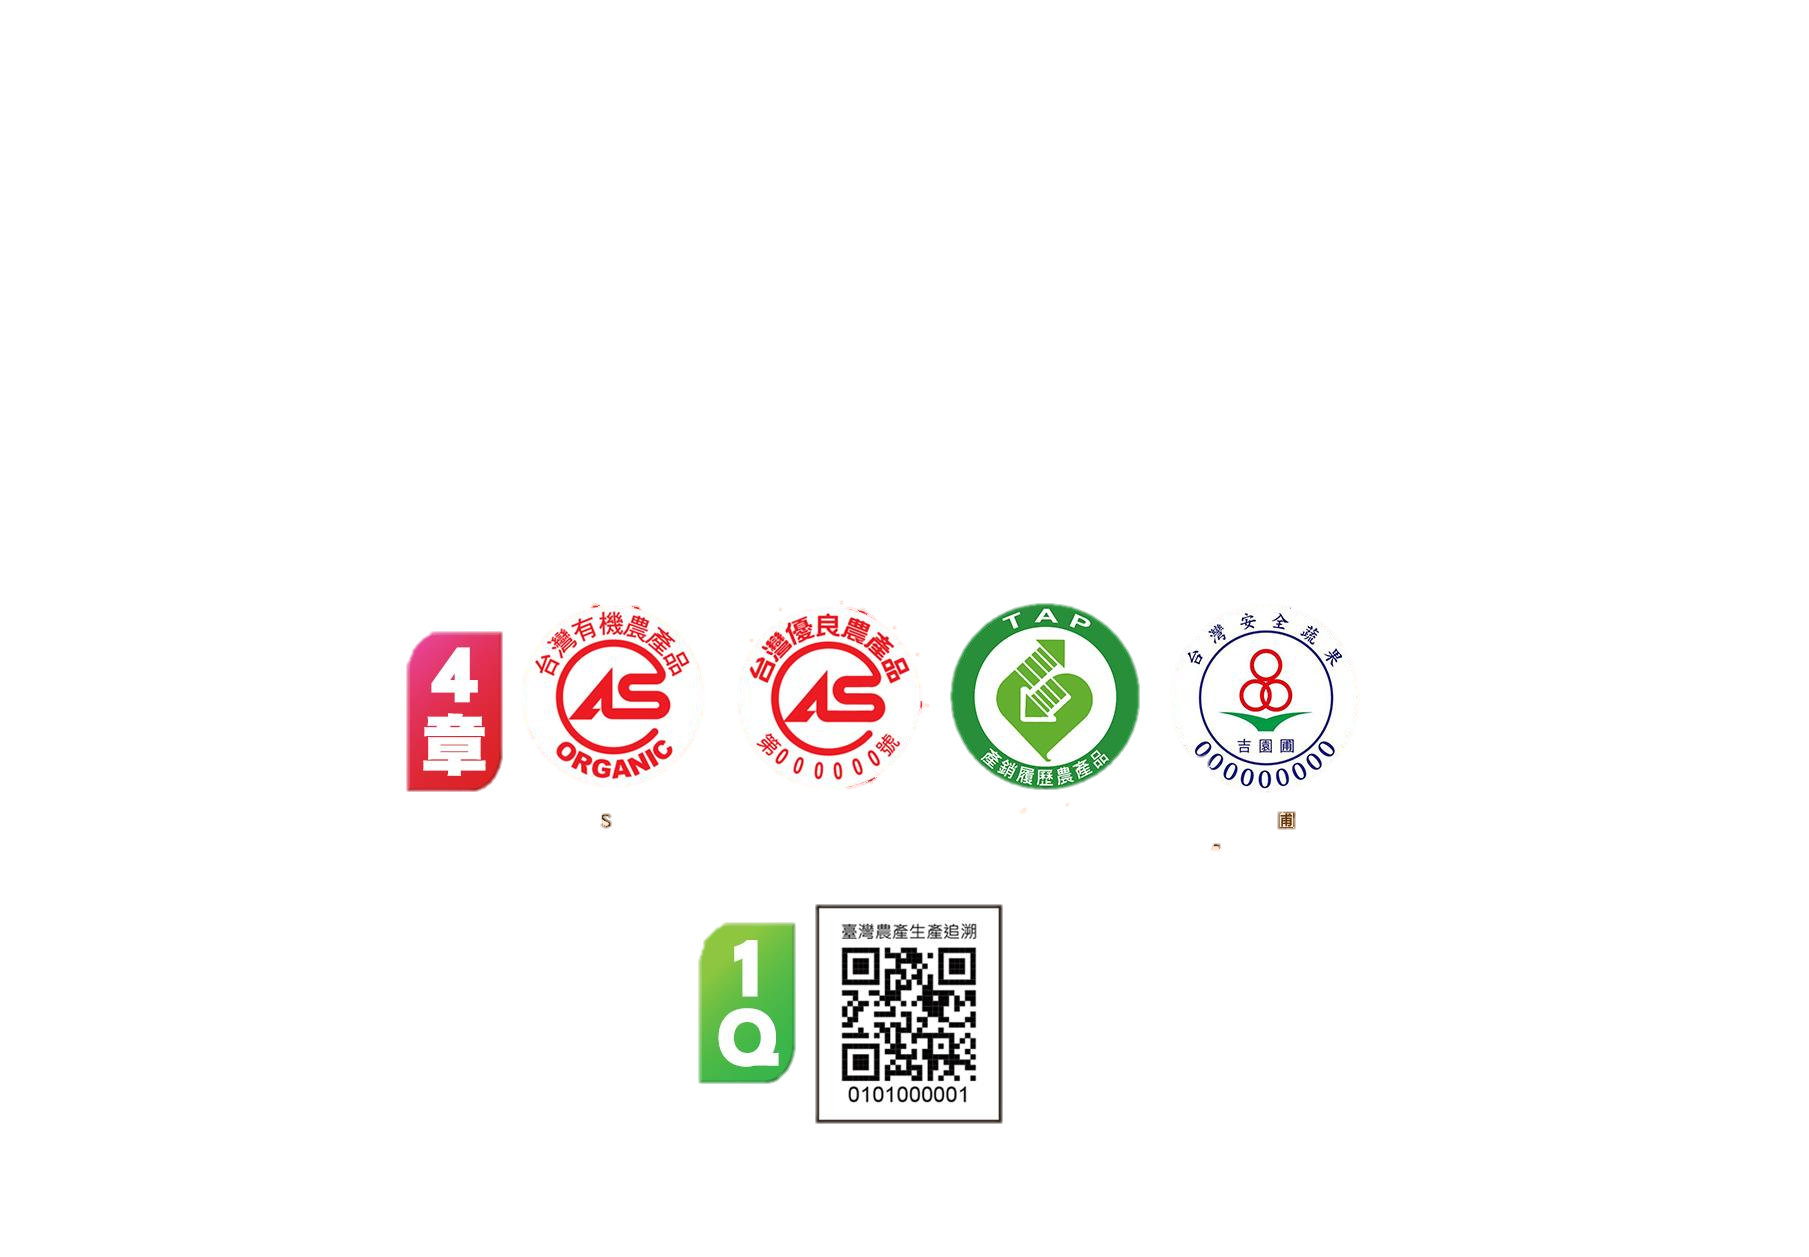 4
章
台灣有機農產品
CAS
ORGANIC
台灣優良農產品
CAS
第000000號
TAP
產銷履歷農產品
台灣安全蔬果
吉園圃
000000000
S
圃
1
Q
臺灣農產生產追溯
0101000001